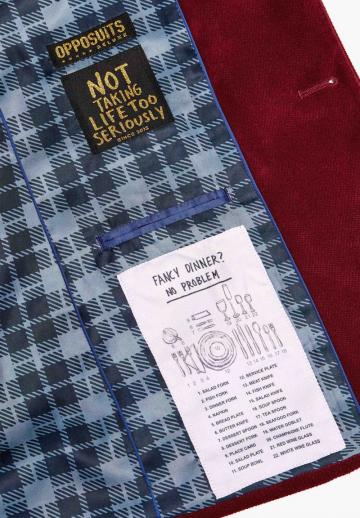 OPPOSUITS
DELUXE
NOT
TAKING
LIFE TOO
SERIOUSLY
SINCE 2012
FANCY DINNER?
NO PROBLEM
1. SALAD FORK
2. FISH FORK
3. DINNER FORK
4. NAPKIN
5. BREAD PLATE
6. BUTTER KNIFE
7. DESSERT SPOON
8. DESSERT FORK
9. PLACE CARD
10. SALAD PLATE
11. SOUP BOWL
12. SERVICE PLATE
13. MEAT KNIFE
14. FISH KNIFE
15. SALAD KNIFE
16. SOUP SPOON
17. TEA SPOON
18. SEAFOOD FORK
19. WATER GOBLET
20. CHAMPAGNE FLUTE
21. RED WINE GLASS
22. WHITE WINE GLASS